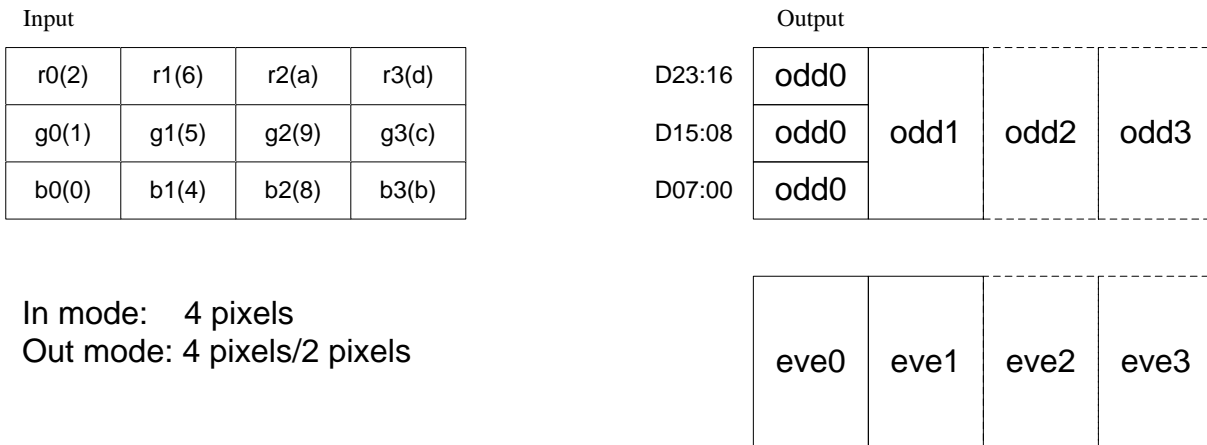 Input
Output
r0(2) r1(6) r2(a) r3(d)
g0(1) g1(5) g2(9) g3(c)
b0(0) b1(4) b2(8) b3(b)
D23:16 odd0
D15:08 odd0 odd1 odd2 odd3
D07:00 odd0
In mode: 4 pixels
Out mode: 4 pixels/2 pixels
eve0 eve1 eve2 eve3